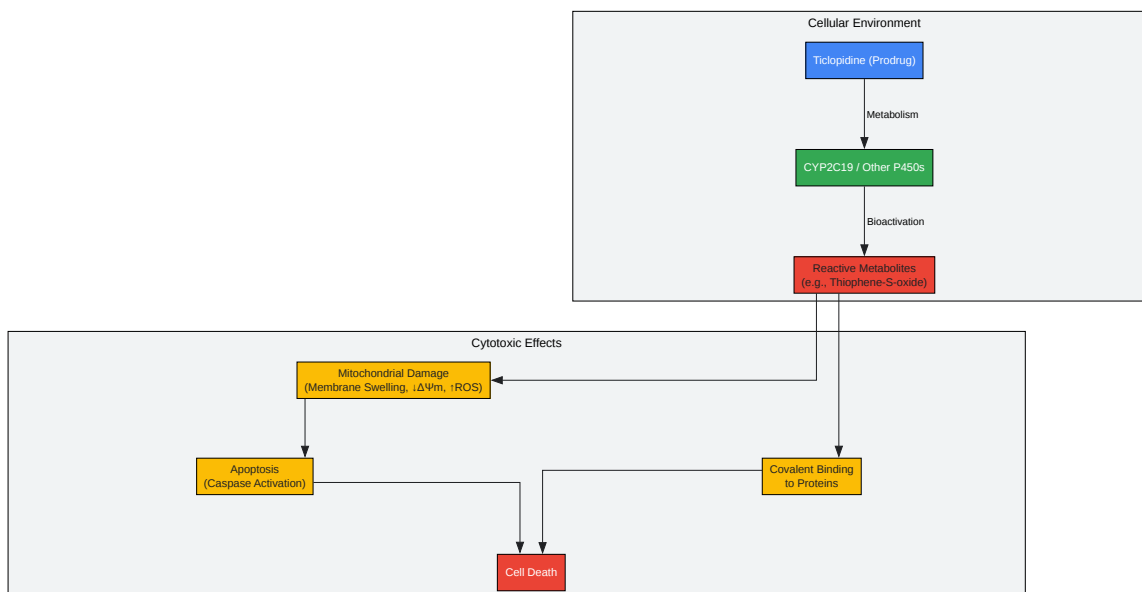 Cellular Environment
Ticlopidine (Prodrug)
Metabolism
CYP2C19 / Other P450s
Bioactivation
Reactive Metabolites
(e.g., Thiophene-S-oxide)
Cytotoxic Effects
Mitochondrial Damage
(Membrane Swelling, ↓ΔΨm, ↑ROS)
Apoptosis
(Caspase Activation)
Covalent Binding
to Proteins
Cell Death